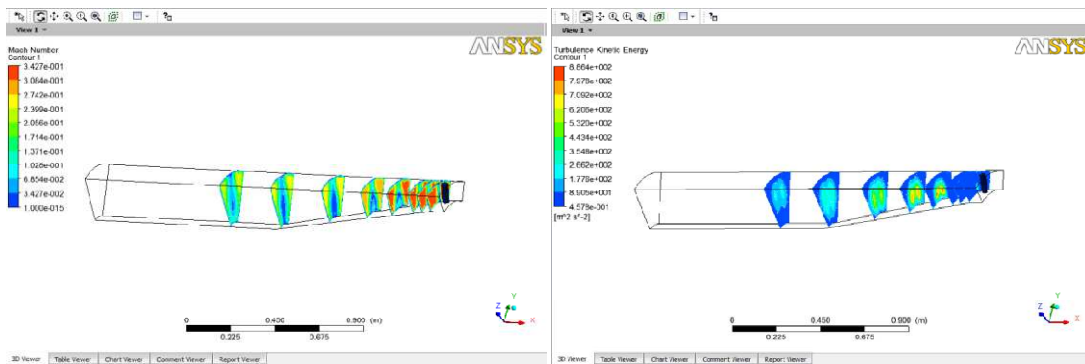 View 1
ANSYS
Mach Number
Contour 1
3.427e-001
3.084e-001
2.742e-001
2.399e-001
2.056e-001
1.714e-001
1.371e-001
1.028e-001
6.854e-002
3.427e-002
1.000e-015
0 0.450 0.900 (m)
0.225 0.675
Y
Z X
3D Viewer Table Viewer Chart Viewer Comment Viewer Report Viewer
View 1
ANSYS
Turbulence Kinetic Energy
Contour 1
8.864e+002
7.978e+002
7.092e+002
6.206e+002
5.320e+002
4.434e+002
3.548e+002
2.662e+002
1.776e+002
8.905e+001
4.576e-001
[m^2 s^-2]
0 0.450 0.900 (m)
0.225 0.675
Y
Z X
3D Viewer Table Viewer Chart Viewer Comment Viewer Report Viewer